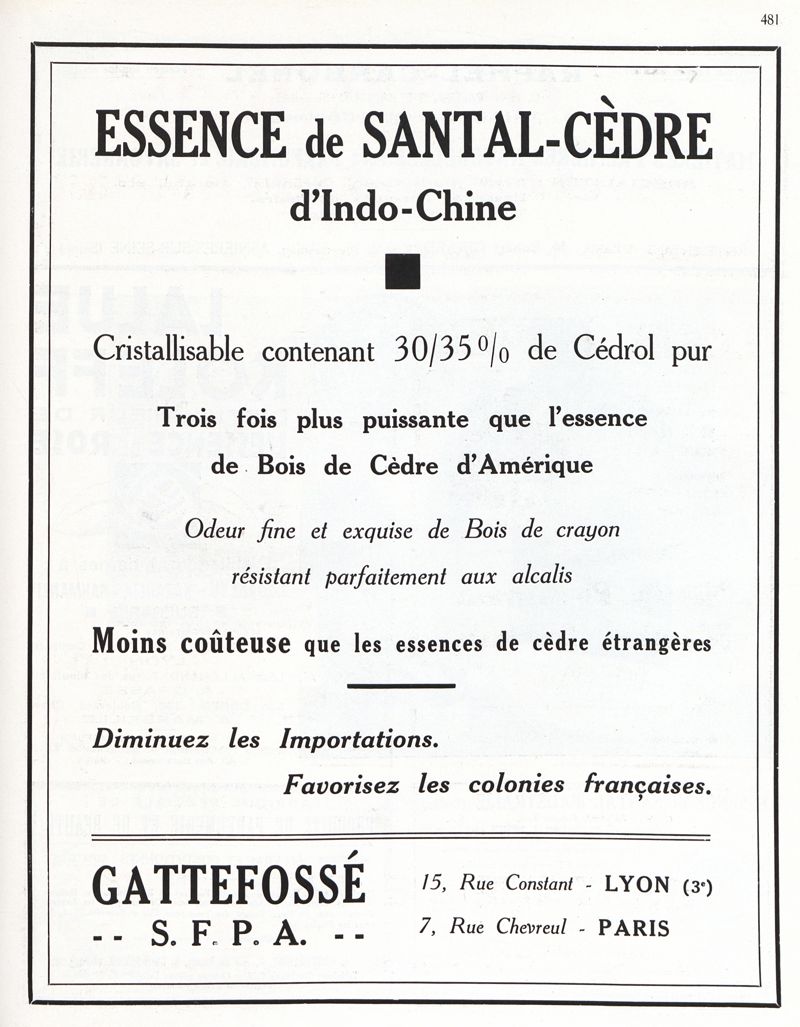 481
ESSENCE de SANTAL-CÈDRE
d'Indo-Chine
Cristallisable contenant 30/35 % de Cédrol pur
Trois fois plus puissante que l'essence
de Bois de Cèdre d'Amérique
Odeur fine et exquise de Bois de crayon
résistant parfaitement aux alcalis
Moins coûteuse que les essences de cèdre étrangères
Diminuez les Importations.
Favorisez les colonies françaises.
GATTEFOSSÉ
-- S. F. P. A. --
15, Rue Constant - LYON (3e)
7, Rue Chevreul - PARIS